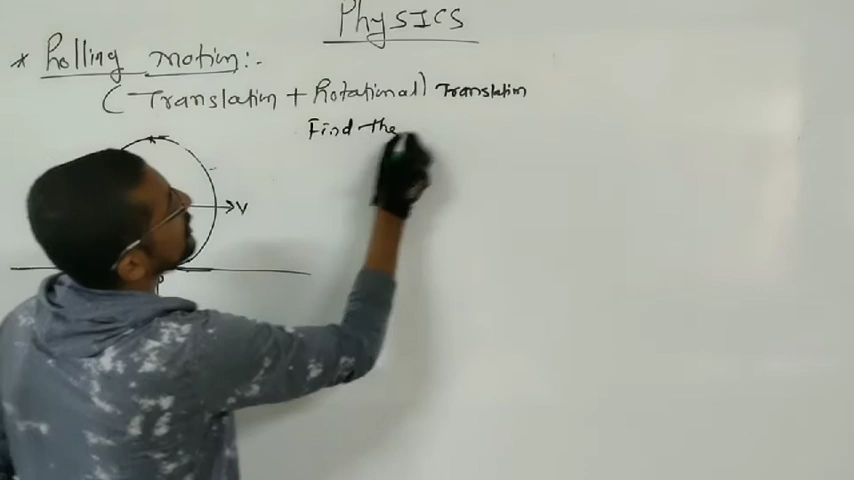 PhysICS
* Rolling motion:-
(Translation + Rotational) Translation
Find the
V